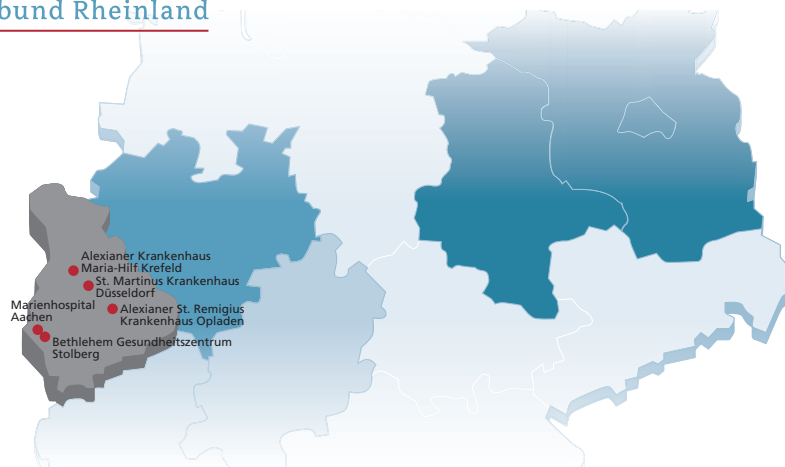 bund Rheinland
Alexianer Krankenhaus
Maria-Hilf Krefeld
St. Martinus Krankenhaus
Düsseldorf
Marienhospital
Aachen
Alexianer St. Remigius
Krankenhaus Opladen
Bethlehem Gesundheitszentrum
Stolberg